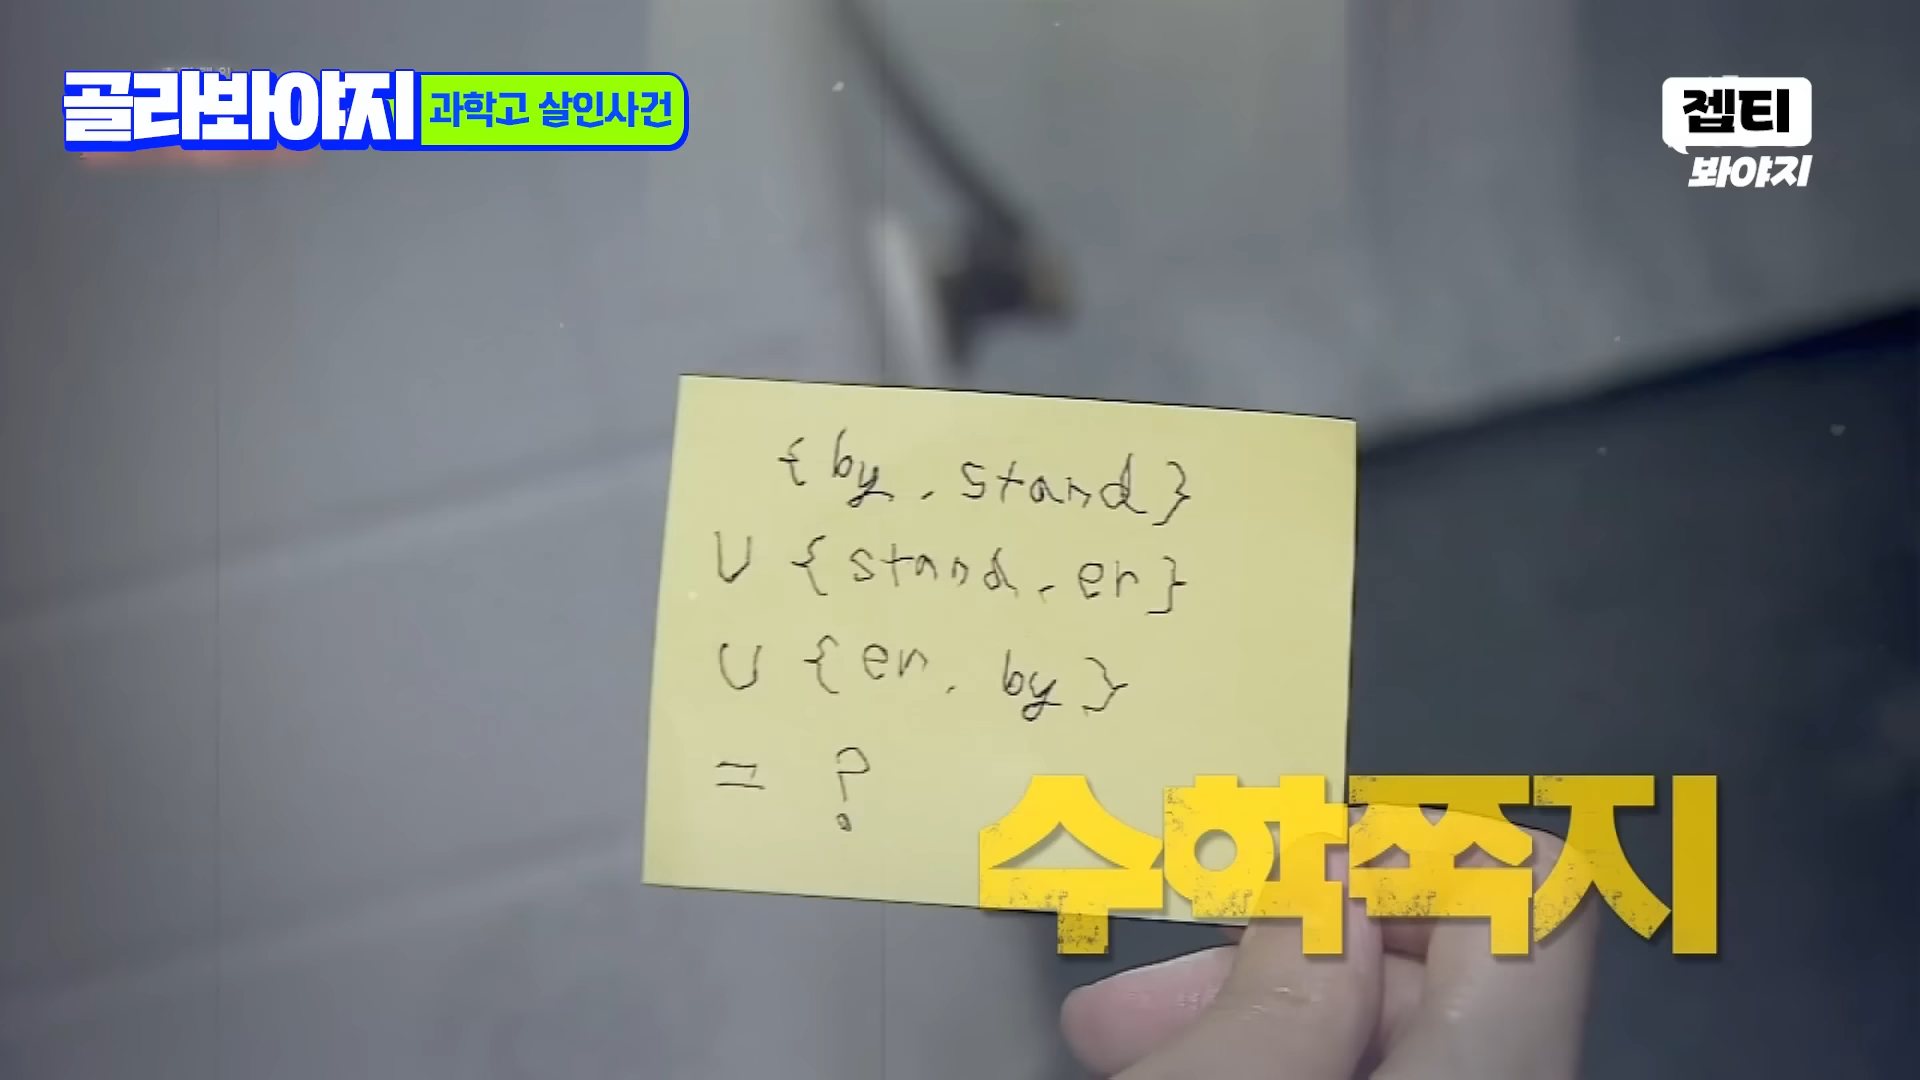 골라봐야지 과학고 살인사건
젭티
봐야지
{by, stand}
∪ {stand, er}
∪ {er, by}
= ?
수학쪽지